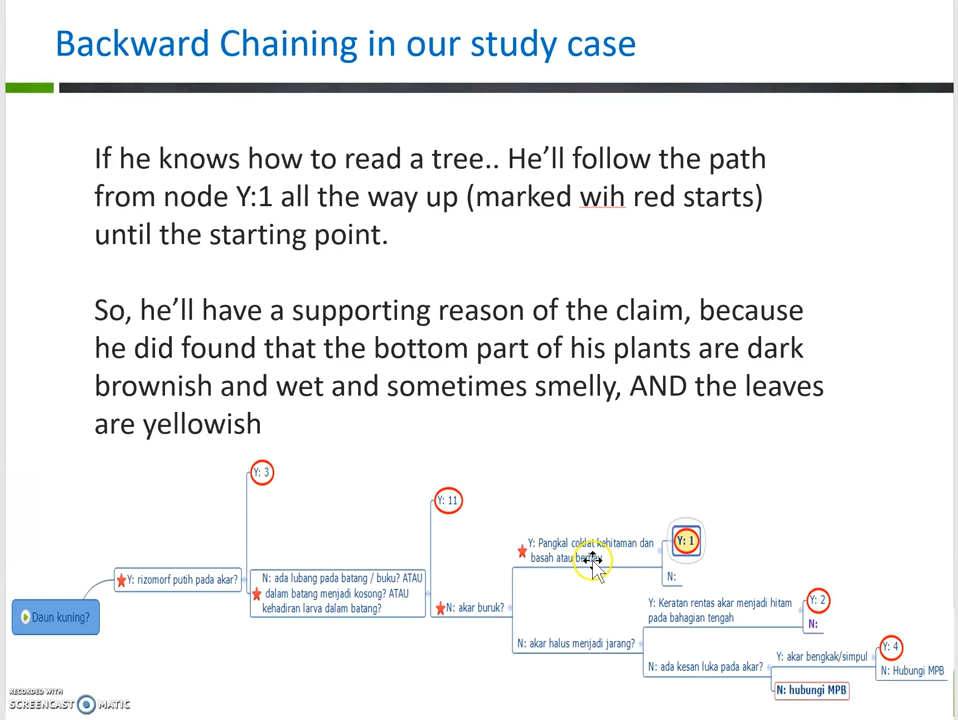 Backward Chaining in our study case
If he knows how to read a tree.. He'll follow the path
from node Y:1 all the way up (marked wih red starts)
until the starting point.
So, he'll have a supporting reason of the claim, because
he did found that the bottom part of his plants are dark
brownish and wet and sometimes smelly, AND the leaves
are yellowish
Y: 3
Y: 11
Y: Pangkal coklat kehitaman dan
basah atau berbau
Y: 1
N:
Y: rizomorf putih pada akar?
N: ada lubang pada batang / buku? ATAU
dalam batang menjadi kosong? ATAU
kehadiran larva dalam batang?
N: akar buruk?
Daun kuning?
Y: Keratan rentas akar menjadi hitam
pada bahagian tengah
Y: 2
N:
N: akar halus menjadi jarang?
N: ada kesan luka pada akar?
Y: akar bengkak/simpul
Y: 4
N: Hubungi MPB
N: hubungi MPB
RECORDED WITH
SCREENCAST MATIC